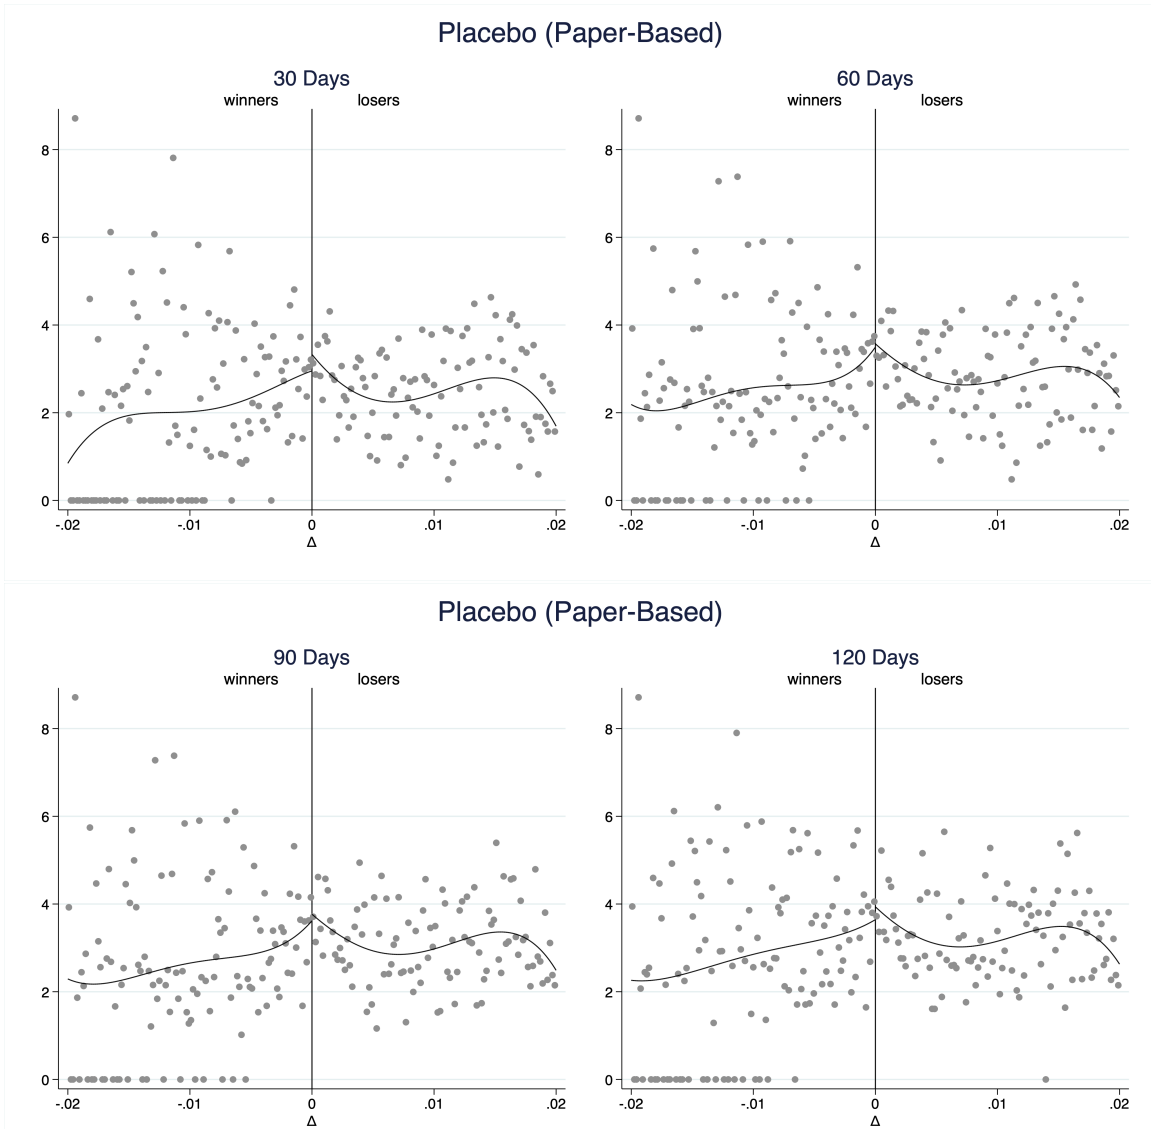 Placebo (Paper-Based)
30 Days
winners losers
8
6
4
2
0
-.02 -.01 0 .01 .02
Δ
60 Days
winners losers
8
6
4
2
0
-.02 -.01 0 .01 .02
Δ
Placebo (Paper-Based)
90 Days
winners losers
8
6
4
2
0
-.02 -.01 0 .01 .02
Δ
120 Days
winners losers
8
6
4
2
0
-.02 -.01 0 .01 .02
Δ